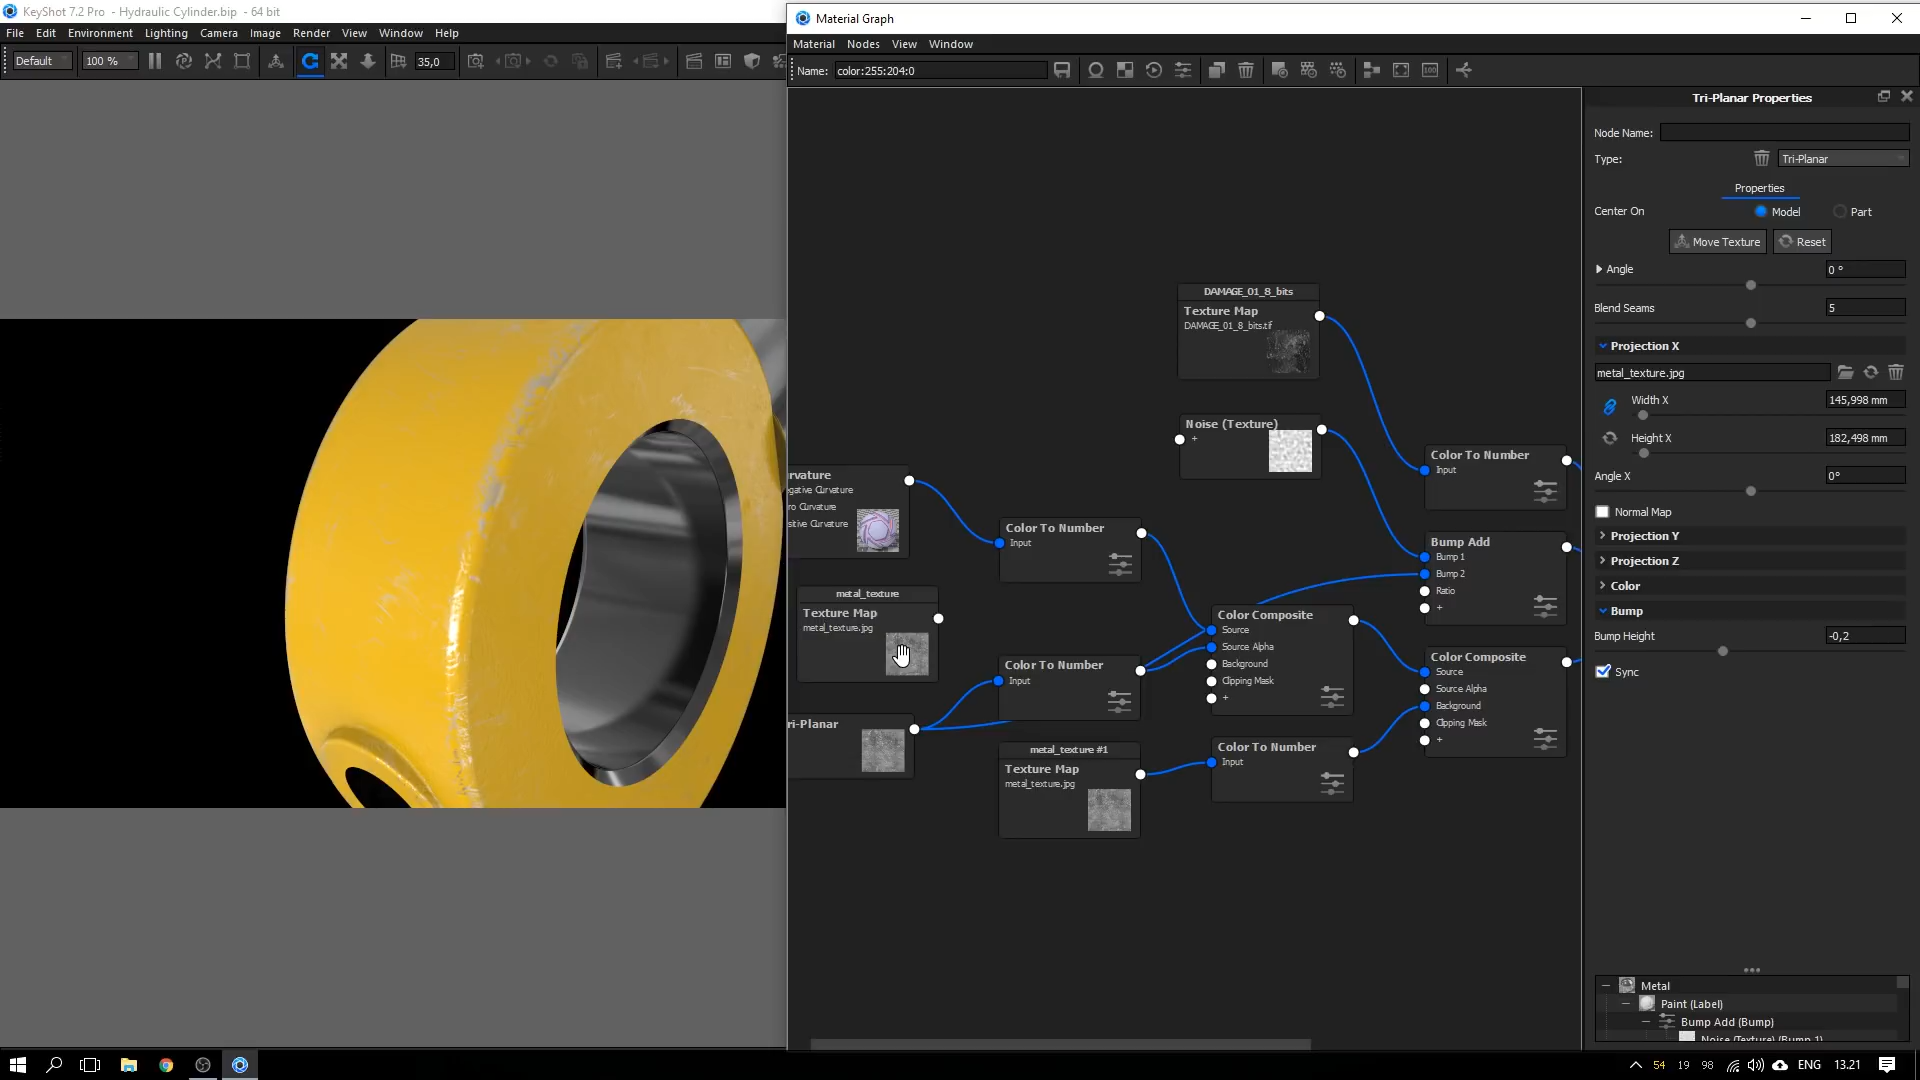 KeyShot 7.2 Pro - Hydraulic Cylinder.bip - 64 bit
File Edit Environment Lighting Camera Image Render View Window Help
Default 100 % 35,0
Material Graph
Material Nodes View Window
Name: color:255:204:0
DAMAGE_01_8_bits
Texture Map
DAMAGE_01_8_bits.tif
Noise (Texture)
+
Color To Number
Input
rvature
egative Curvature
ro Curvature
sitive Curvature
Color To Number
Input
Bump Add
Bump 1
Bump 2
Ratio
+
metal_texture
Texture Map
metal_texture.jpg
Color Composite
Source
Source Alpha
Background
Clipping Mask
+
Color To Number
Input
Color Composite
Source
Source Alpha
Background
Clipping Mask
+
ri-Planar
metal_texture #1
Texture Map
metal_texture.jpg
Color To Number
Input
Tri-Planar Properties
Node Name:
Type: Tri-Planar
Properties
Center On Model Part
Move Texture Reset
Angle 0 °
Blend Seams 5
Projection X
metal_texture.jpg
Width X 145,998 mm
Height X 182,498 mm
Angle X 0°
Normal Map
Projection Y
Projection Z
Color
Bump
Bump Height -0,2
Sync
Metal
Paint (Label)
Bump Add (Bump)
Noise (Texture) (Bump 1)
54 19 98 ENG 13.21